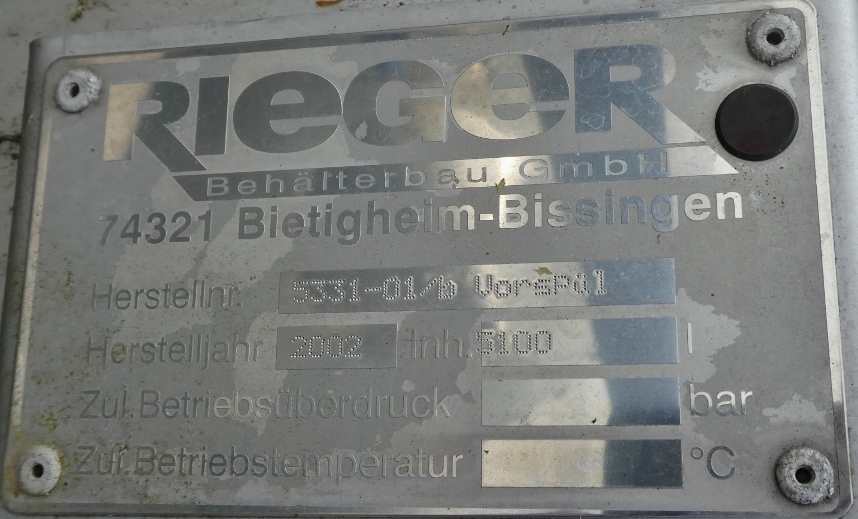 RIEGER
Behälterbau GmbH
74321 Bietigheim-Bissingen
Herstellnr. 5331-01/b Vorspül
Herstelljahr 2002 Inh. 5100 l
Zul. Betriebsüberdruck bar
Zul. Betriebstemperatur °C